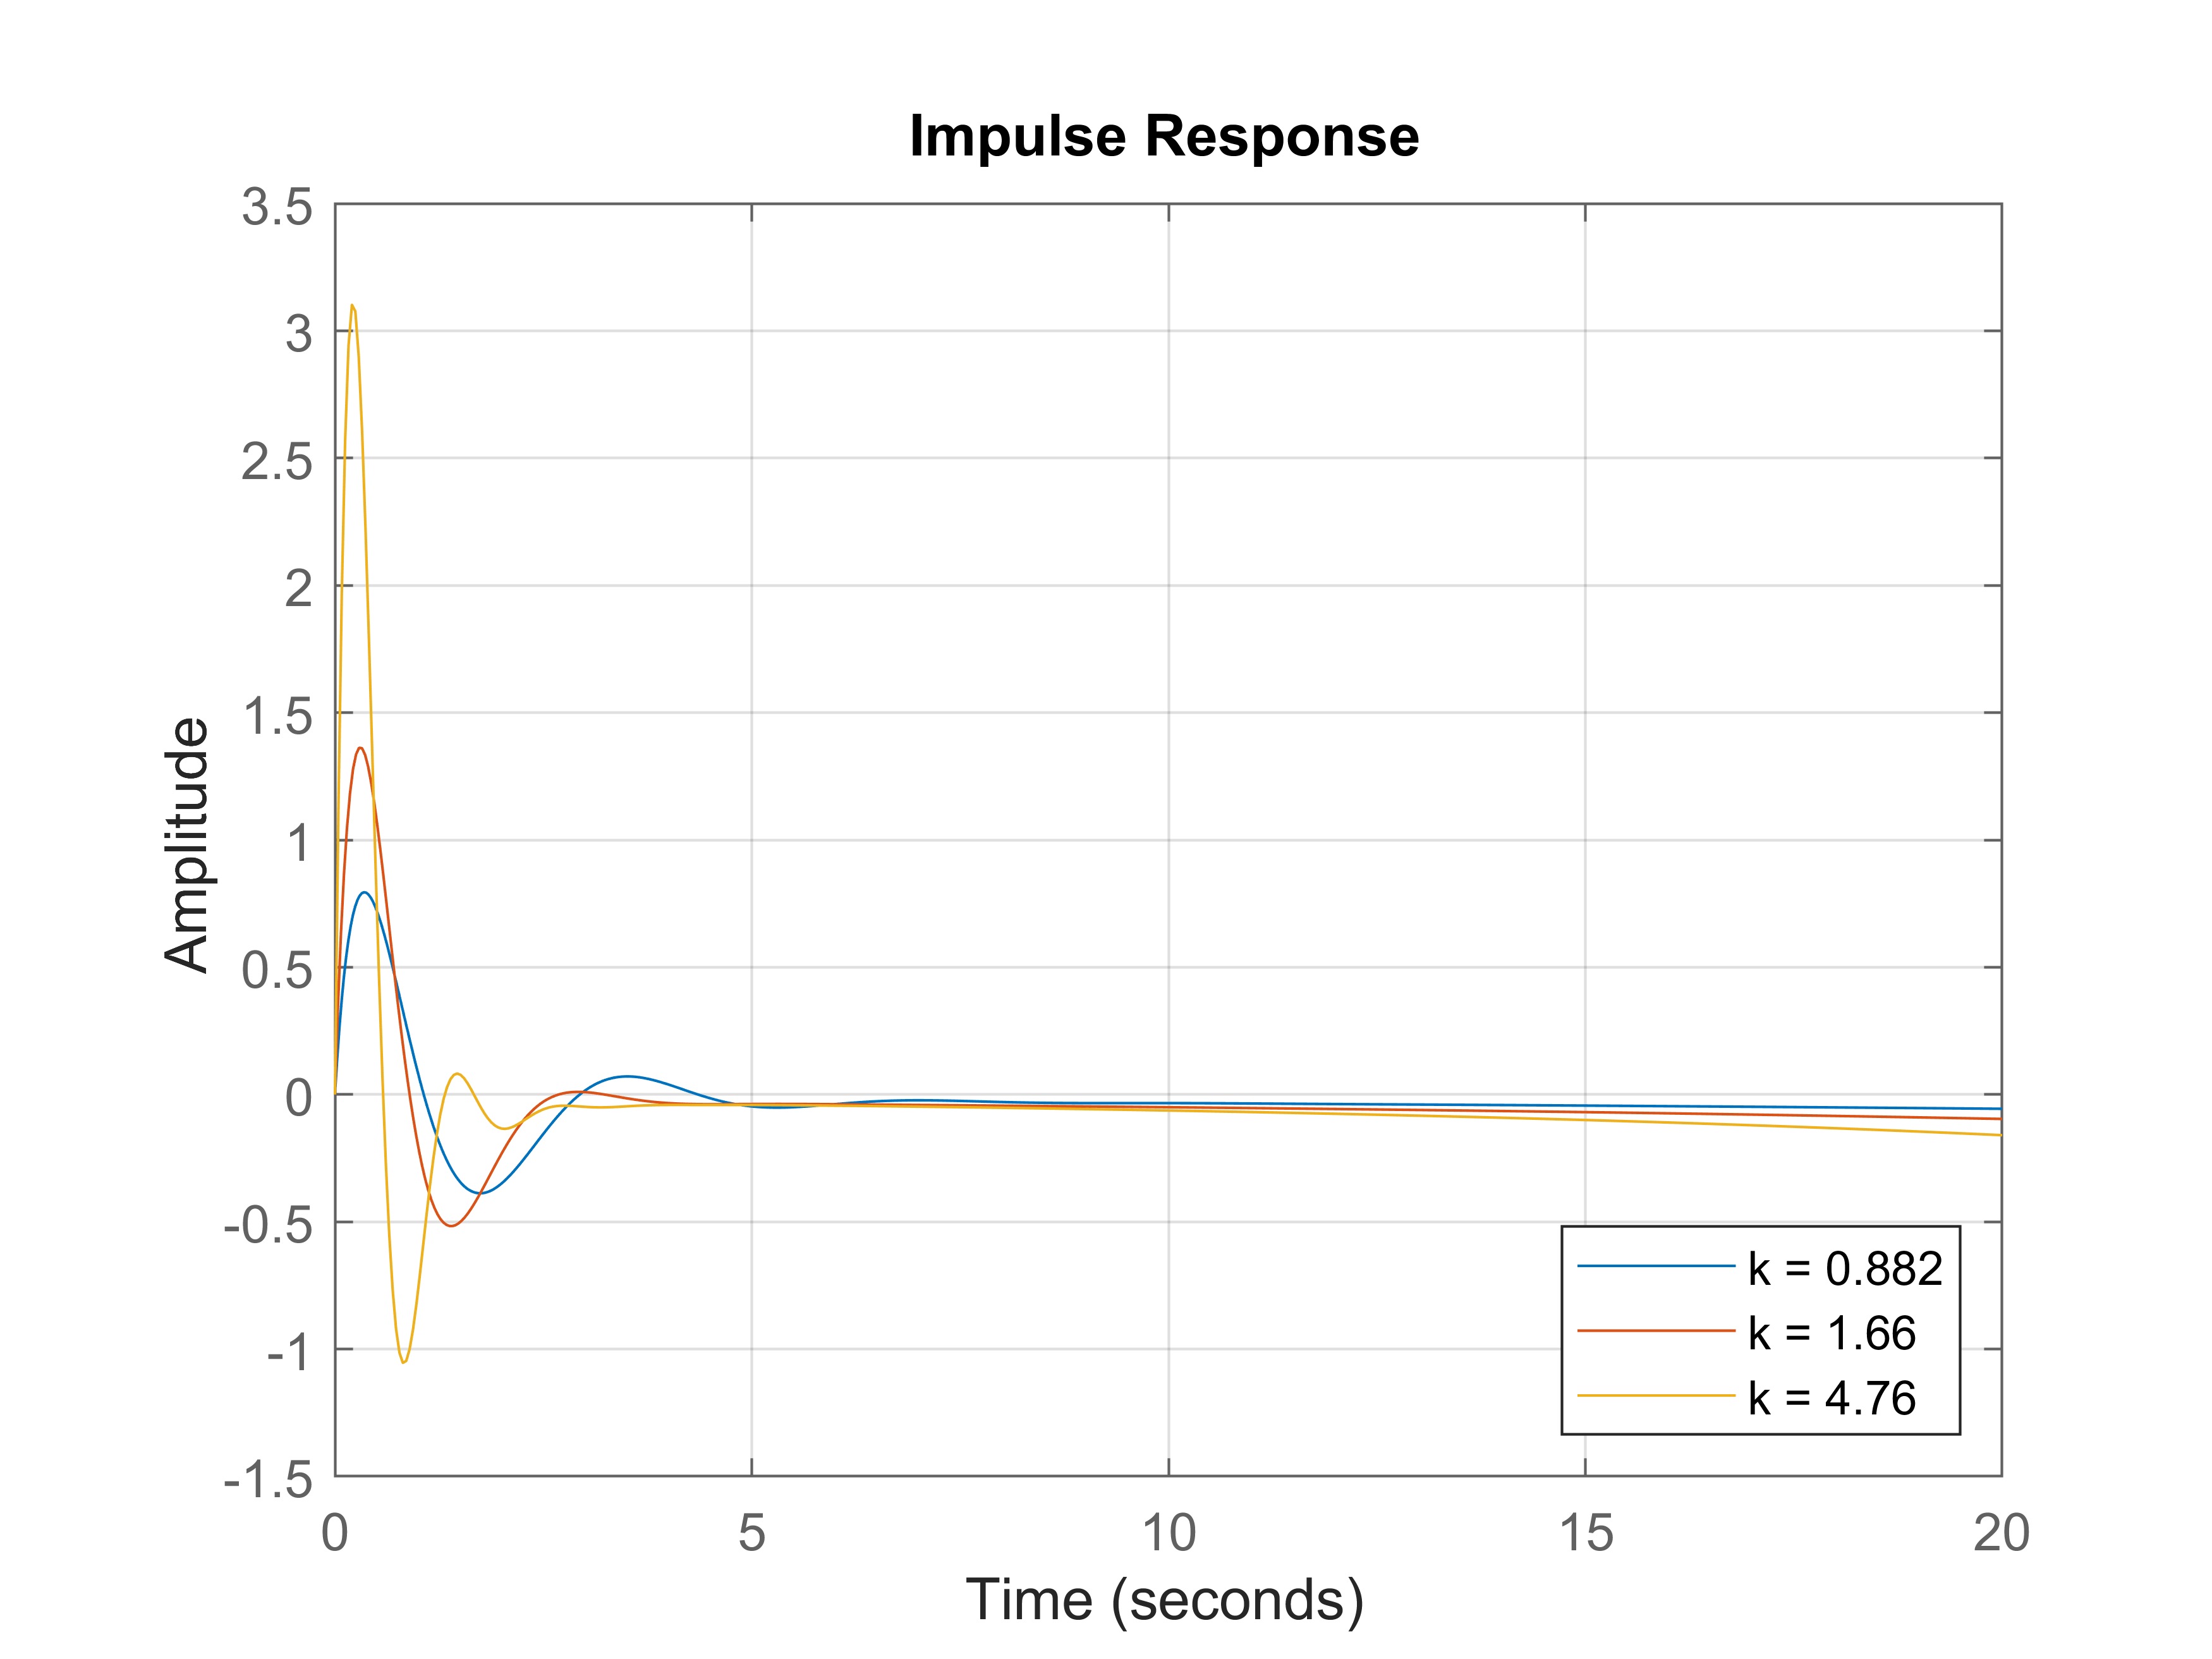 Impulse Response
3.5
3
2.5
2
1.5
1
0.5
0
-0.5
-1
-1.5
Amplitude
k = 0.882
k = 1.66
k = 4.76
0 5 10 15 20
Time (seconds)